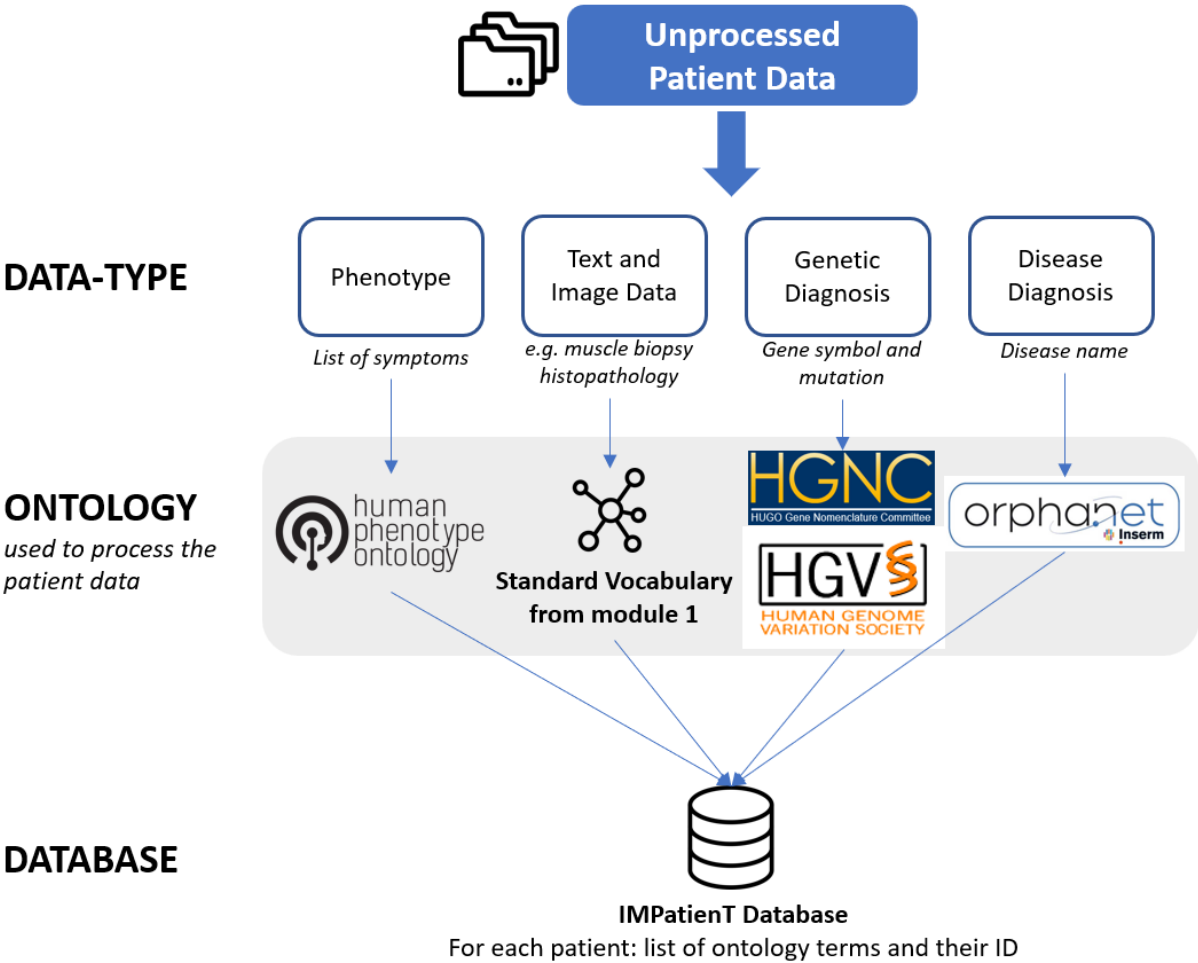 Unprocessed
Patient Data
DATA-TYPE
Phenotype
Text and
Image Data
Genetic
Diagnosis
Disease
Diagnosis
List of symptoms
e.g. muscle biopsy
histopathology
Gene symbol and
mutation
Disease name
ONTOLOGY
used to process the
patient data
human
phenotype
ontology
Standard Vocabulary
from module 1
HGNC
HUGO Gene Nomenclature Committee
HGVS
HUMAN GENOME
VARIATION SOCIETY
orphanet
Inserm
DATABASE
IMPatienT Database
For each patient: list of ontology terms and their ID